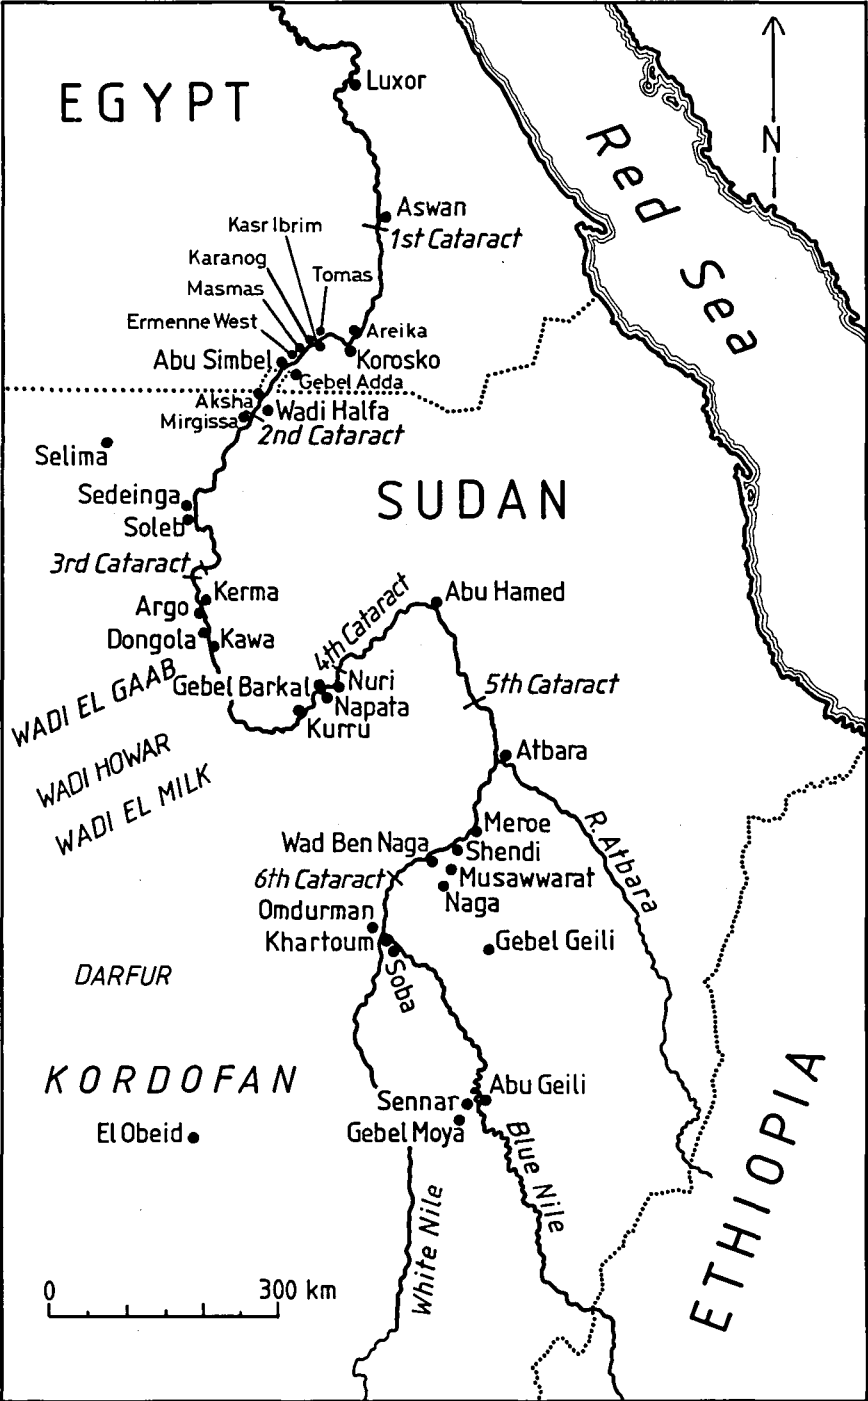 EGYPT
Luxor
N
Red Sea
Aswan
1st Cataract
Kasr Ibrim
Karanog
Tomas
Masmas
Ermenne West
Areika
Abu Simbel
Korosko
Gebel Adda
Aksha
Wadi Halfa
Mirgissa
2nd Cataract
Selima
Sedeinga
SUDAN
Soleb
3rd Cataract
Kerma
Abu Hamed
Argo
4th Cataract
Dongola
Kawa
WADI EL GAAB
Gebel Barkal
Nuri
5th Cataract
Napata
Kurru
WADI HOWAR
Atbara
WADI EL MILK
Meroe
R. Atbara
Wad Ben Naga
Shendi
6th Cataract
Musawwarat
Naga
Omdurman
Khartoum
Gebel Geili
Soba
DARFUR
KORDOFAN
Abu Geili
Sennar
El Obeid
Gebel Moya
Blue Nile
White Nile
ETHIOPIA
0 300 km